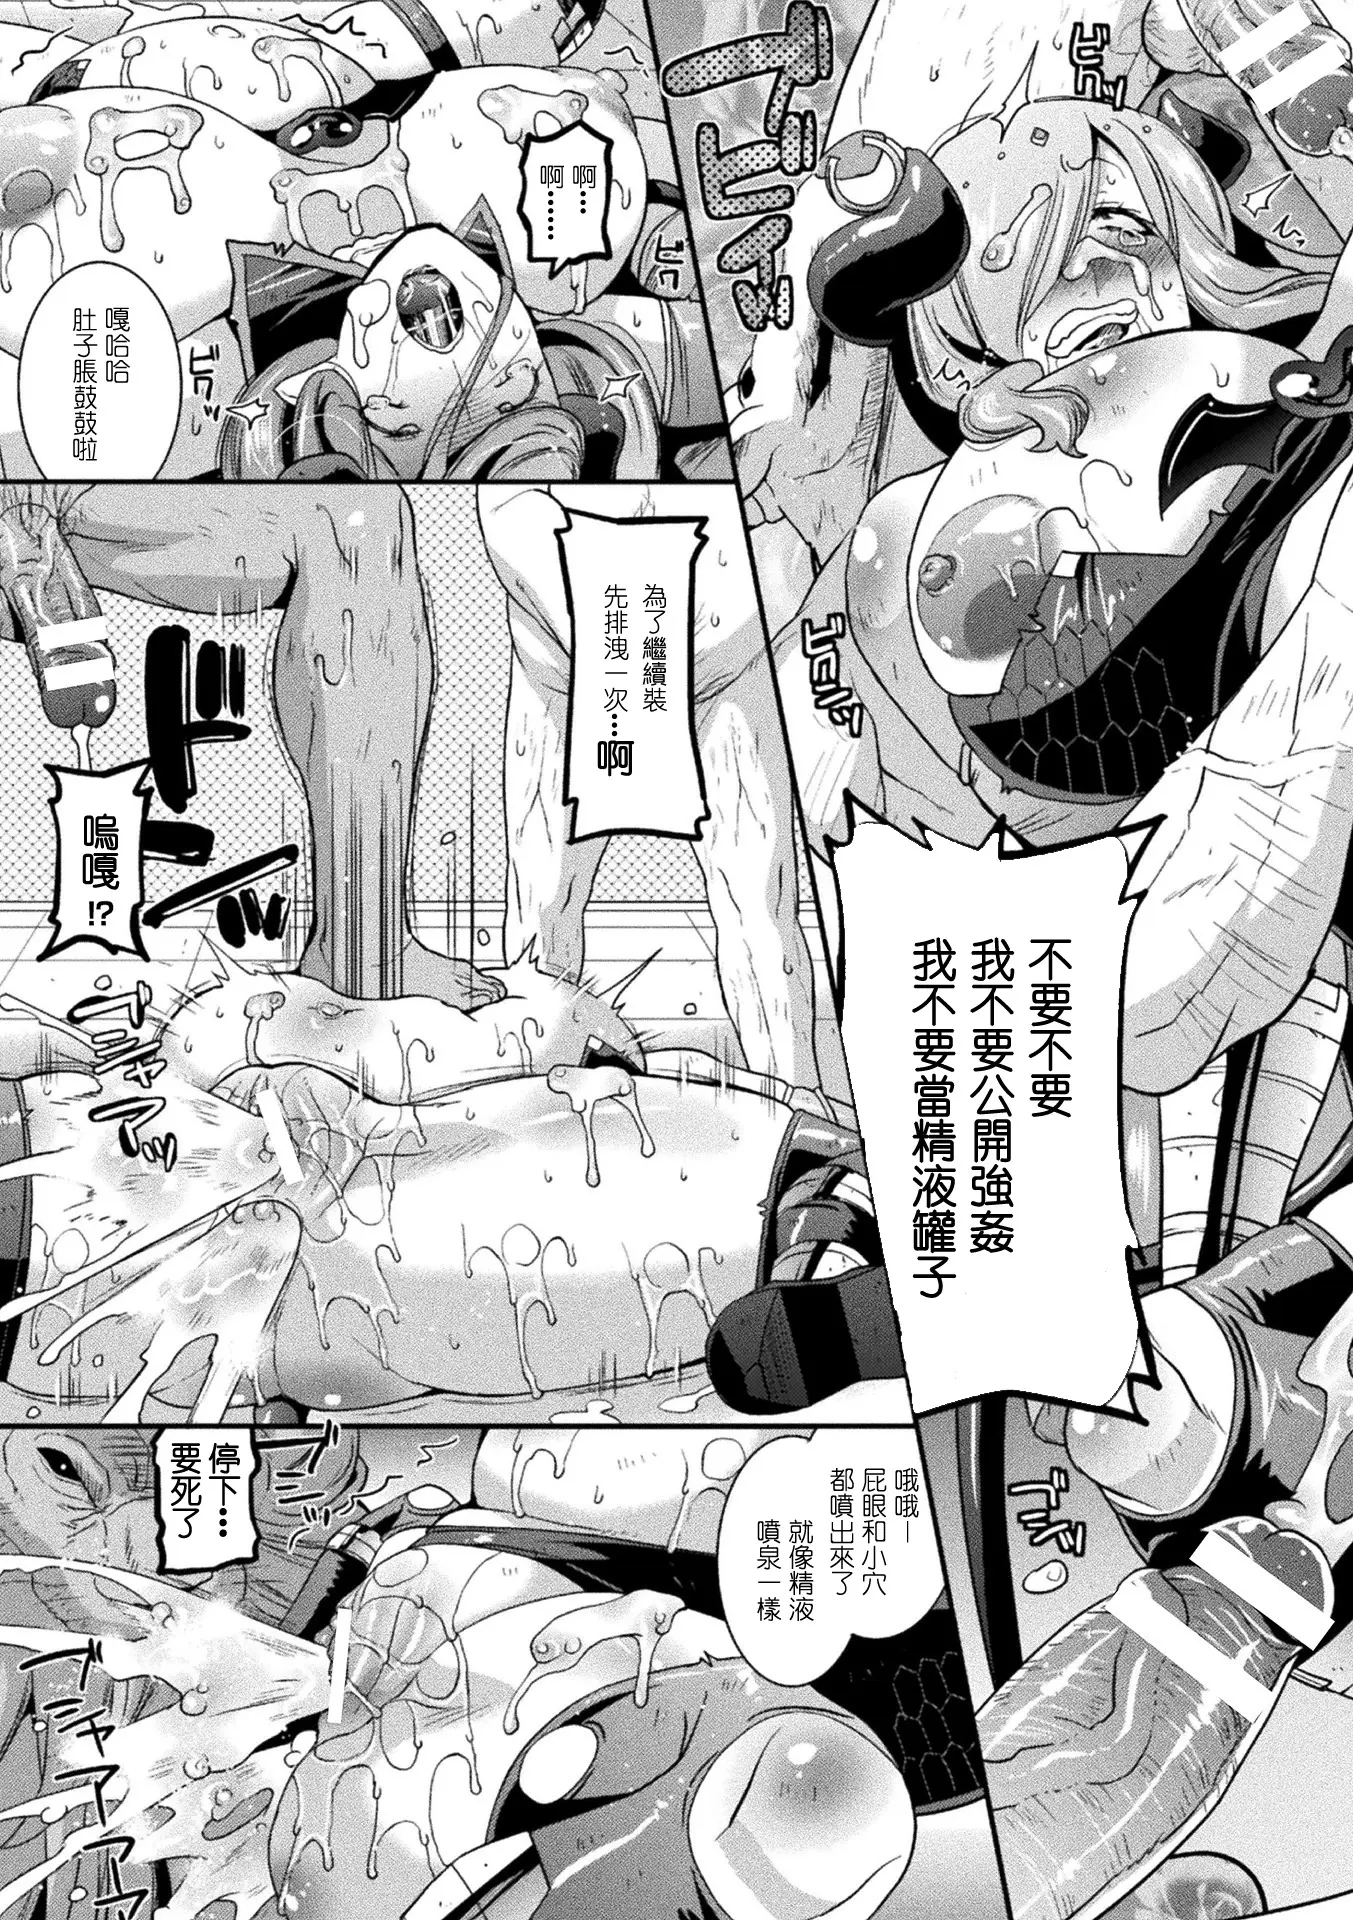 不要不要
我不要公開強姦
我不要當精液罐子
啊…
啊………
嘎哈哈
肚子脹鼓鼓啦
為了繼續裝
先排洩一次…啊
嗚嘎!?
哦哦—
屁眼和小穴
都噴出來了
就像精液
噴泉一樣
停下…
要死了